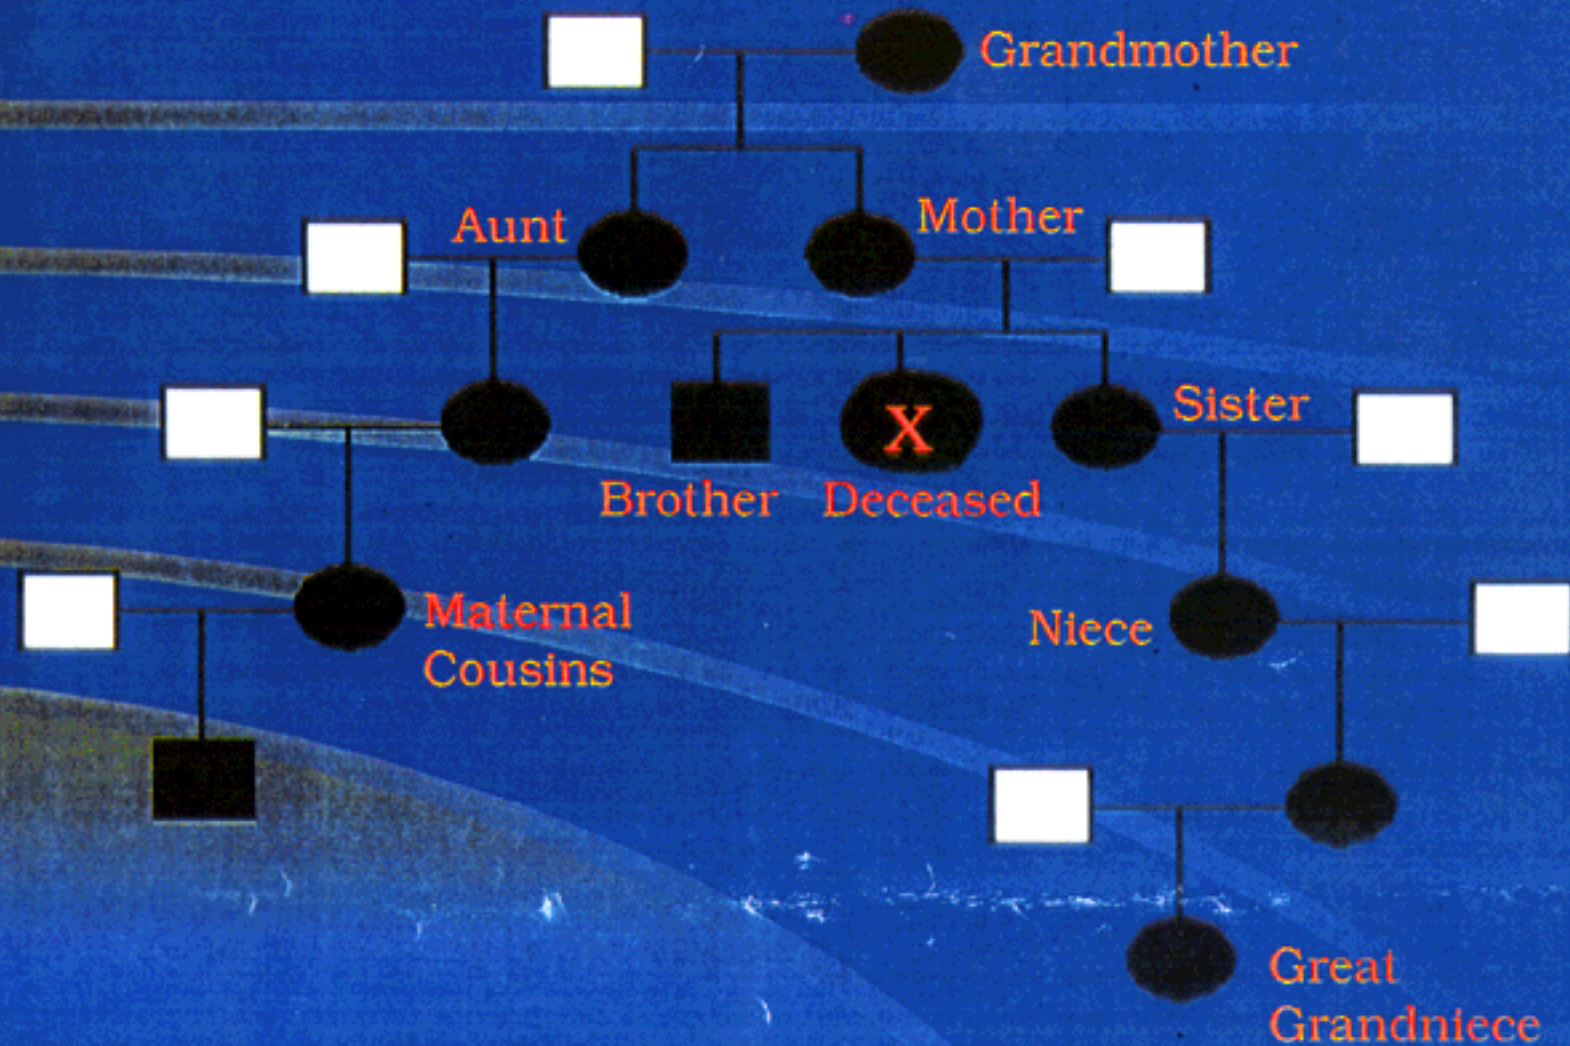 Grandmother
Aunt
Mother
Sister
X
Brother
Deceased
Maternal
Cousins
Niece
Great
Grandniece